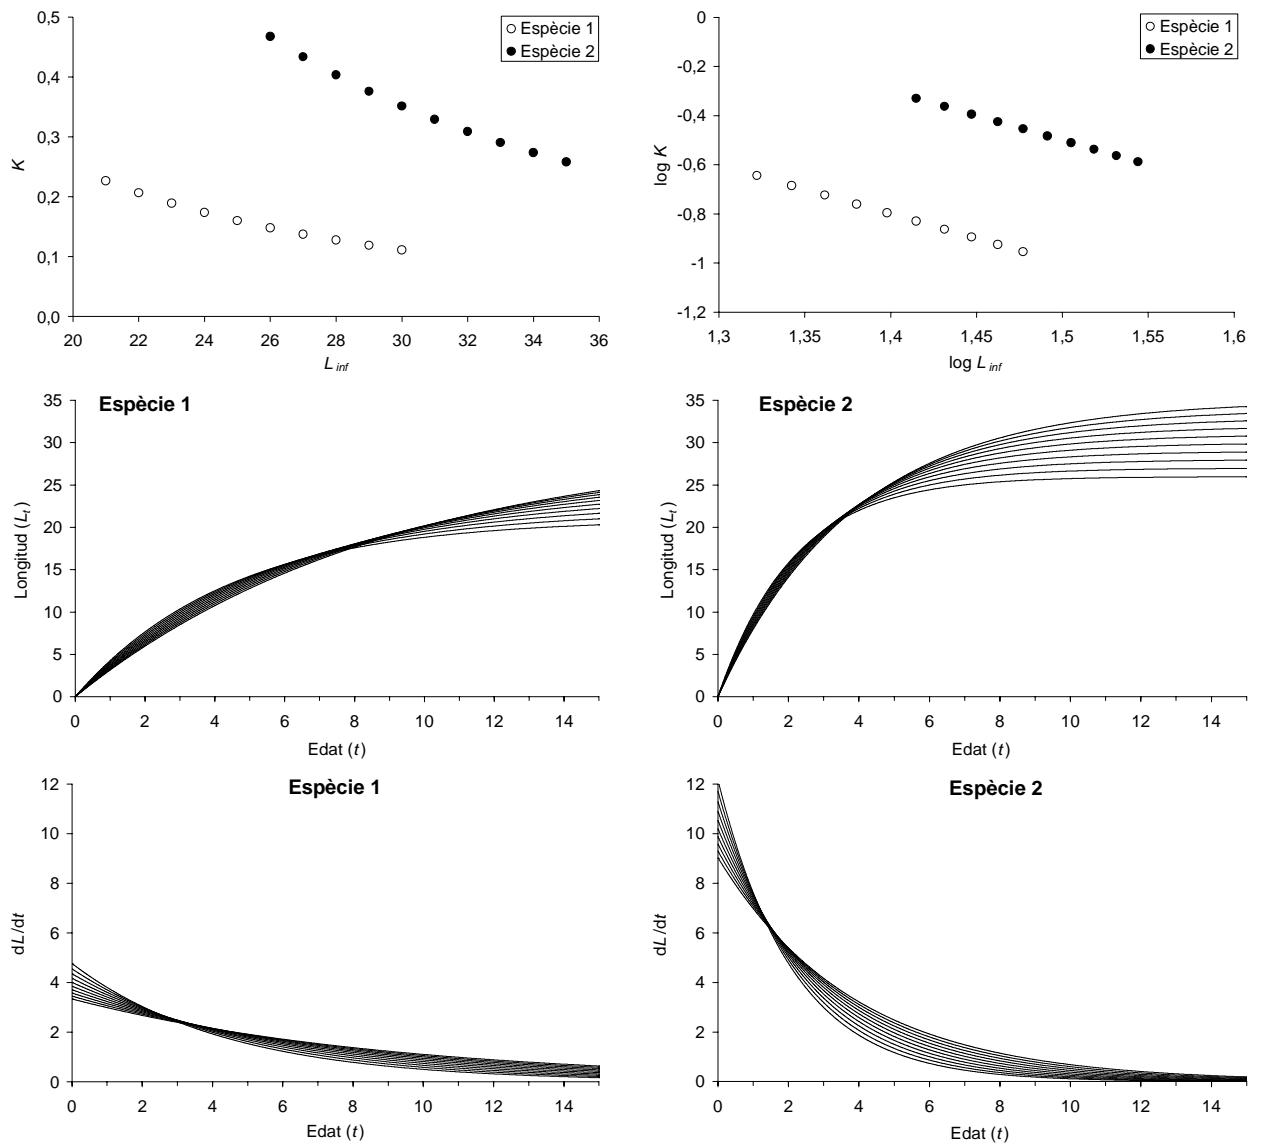 0,5
0,4
0,3
0,2
0,1
0,0
K
20 22 24 26 28 30 32 34 36
L inf
Espècie 1
Espècie 2
0
-0,2
-0,4
-0,6
-0,8
-1
-1,2
log K
1,3 1,35 1,4 1,45 1,5 1,55 1,6
log L inf
Espècie 1
Espècie 2
Espècie 1
35
30
25
20
15
10
5
0
Longitud (Lt)
0 2 4 6 8 10 12 14
Edat (t)
Espècie 2
35
30
25
20
15
10
5
0
Longitud (Lt)
0 2 4 6 8 10 12 14
Edat (t)
Espècie 1
12
10
8
6
4
2
0
dL/dt
0 2 4 6 8 10 12 14
Edat (t)
Espècie 2
12
10
8
6
4
2
0
dL/dt
0 2 4 6 8 10 12 14
Edat (t)